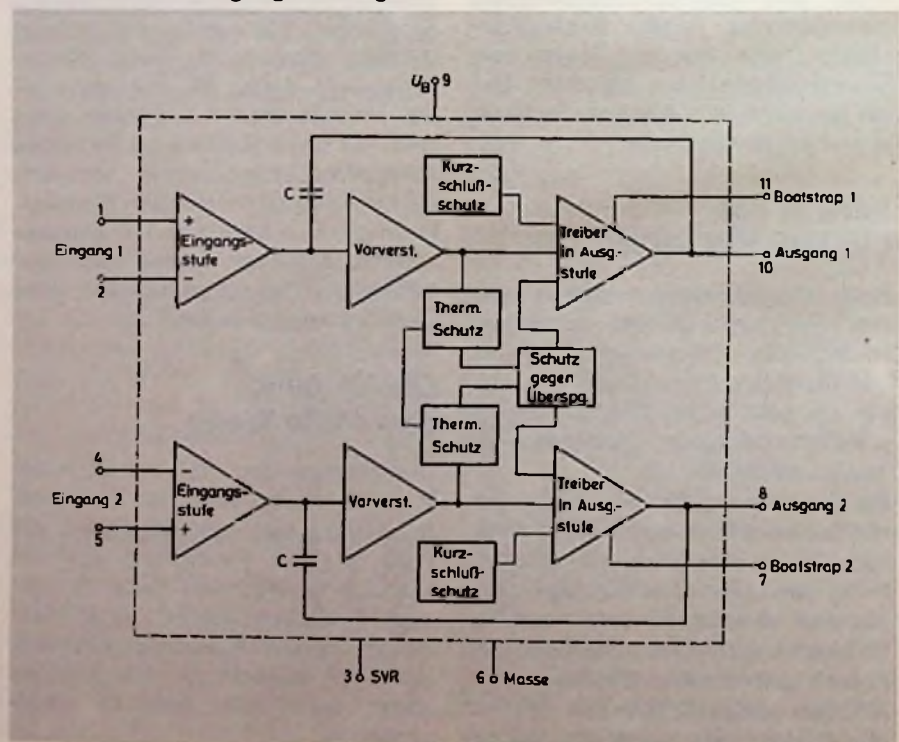 U_B 9
Kurz-
schluß-
schutz
11
Bootstrap 1
C
1
+
Eingangs-
stufe
Eingang 1
−
2
Vorverst.
Treiber
in Ausg.-
stufe
Ausgang 1
10
Therm.
Schutz
Schutz
gegen
Überspg.
Therm.
Schutz
4
−
Eingangs-
stufe
Eingang 2
+
5
Vorverst.
Treiber
in Ausg.-
stufe
8
Ausgang 2
C
Kurz-
schluß-
schutz
Bootstrap 2
7
3 SVR
6 Masse